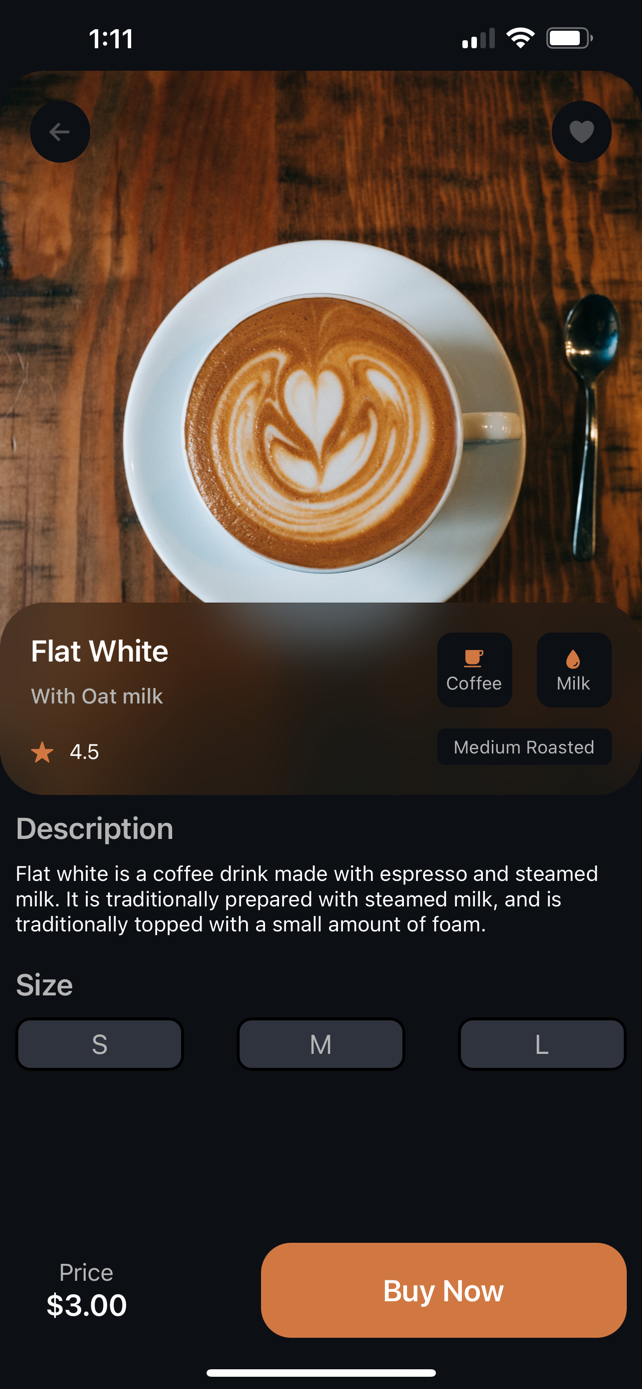 1:11
Flat White
With Oat milk
4.5
Coffee
Milk
Medium Roasted
Description
Flat white is a coffee drink made with espresso and steamed
milk. It is traditionally prepared with steamed milk, and is
traditionally topped with a small amount of foam.
Size
S
M
L
Price
$3.00
Buy Now